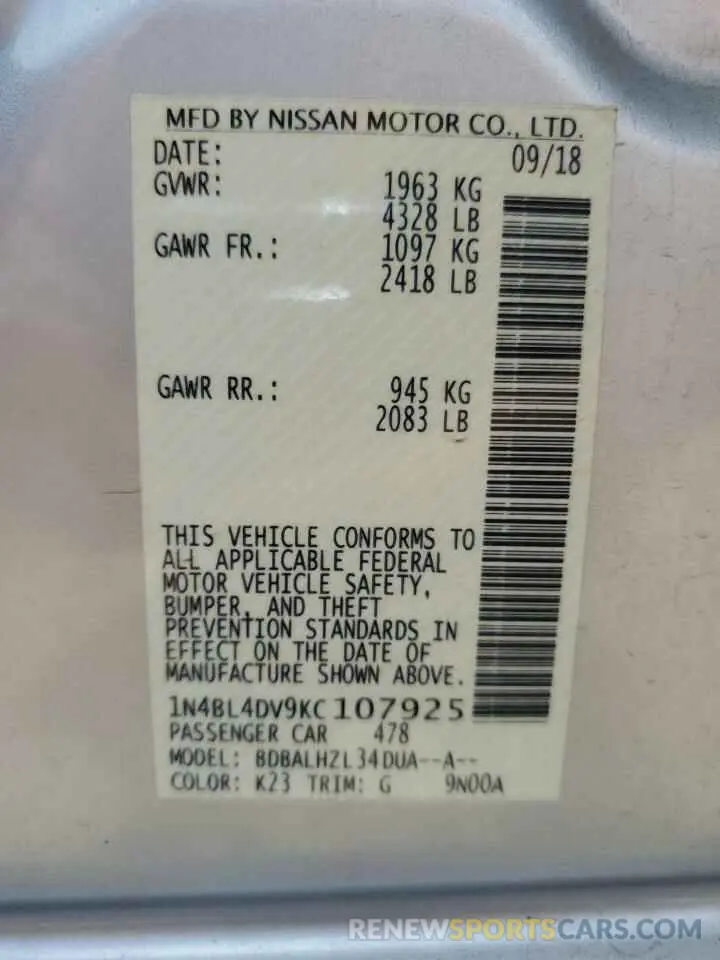 MFD BY NISSAN MOTOR CO., LTD.
DATE: 09/18
GVWR: 1963 KG
4328 LB
GAWR FR.: 1097 KG
2418 LB
GAWR RR.: 945 KG
2083 LB
THIS VEHICLE CONFORMS TO
ALL APPLICABLE FEDERAL
MOTOR VEHICLE SAFETY,
BUMPER, AND THEFT
PREVENTION STANDARDS IN
EFFECT ON THE DATE OF
MANUFACTURE SHOWN ABOVE.
1N4BL4DV9KC107925
PASSENGER CAR 478
MODEL: BDBALHZL34DUA--A--
COLOR: K23 TRIM: G 9N00A
RENEWSPORTSCARS.COM